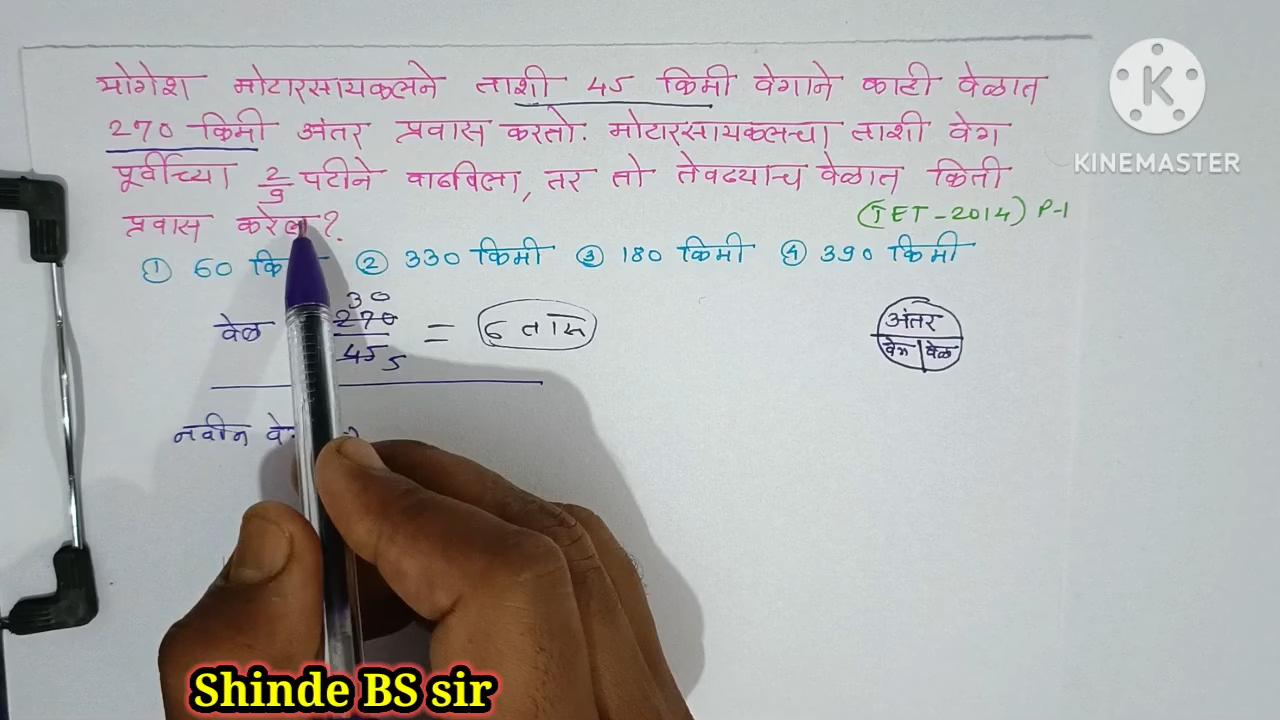 योगेश मोटारसायकलने ताशी 45 किमी वेगाने काही वेळात
270 किमी अंतर प्रवास करतो. मोटारसायकलचा ताशी वेग
पूर्वीच्या 2/9 पटीने वाढविला, तर तो तेवढ्याच वेळात किती
प्रवास करेल?
(TET-2014) P-1
① 60 कि ② 330 किमी ③ 180 किमी ④ 390 किमी
वेळ
30
270
45 5
= 6 तास
अंतर
वेग | वेळ
नवीन
K
KINEMASTER
Shinde BS sir